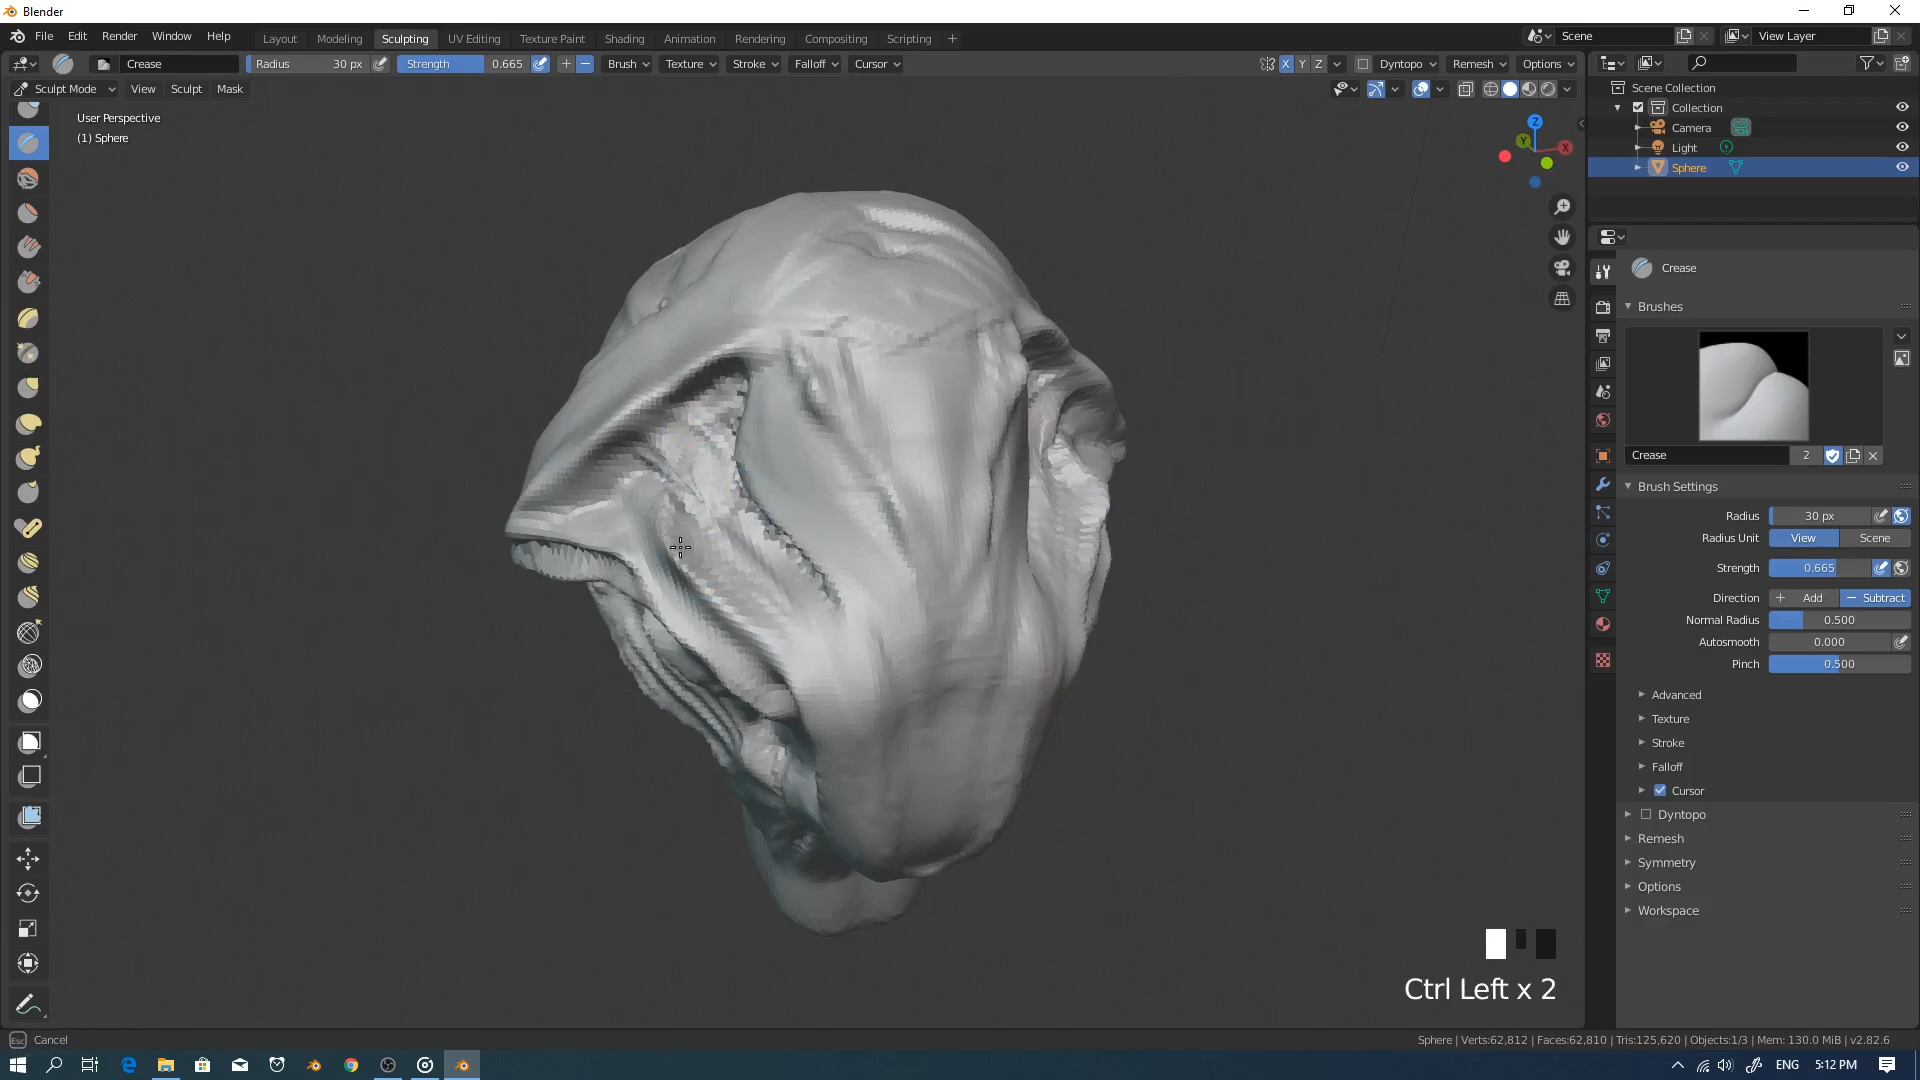 Blender
File Edit Render Window Help
Layout Modeling Sculpting UV Editing Texture Paint Shading Animation Rendering Compositing Scripting +
Scene
View Layer
Crease
Radius 30 px
Strength 0.665
+ −
Brush Texture Stroke Falloff Cursor
X Y Z
Dyntopo Remesh Options
Sculpt Mode View Sculpt Mask
User Perspective
(1) Sphere
Z
Y
X
Scene Collection
Collection
Camera
Light
Sphere
Crease
Brushes
Crease 2
Brush Settings
Radius 30 px
Radius Unit View Scene
Strength 0.665
Direction + Add − Subtract
Normal Radius 0.500
Autosmooth 0.000
Pinch 0.500
Advanced
Texture
Stroke
Falloff
Cursor
Dyntopo
Remesh
Symmetry
Options
Workspace
Ctrl Left x 2
Esc Cancel
Sphere | Verts:62,812 | Faces:62,810 | Tris:125,620 | Objects:1/3 | Mem: 130.0 MiB | v2.82.6
ENG 5:12 PM